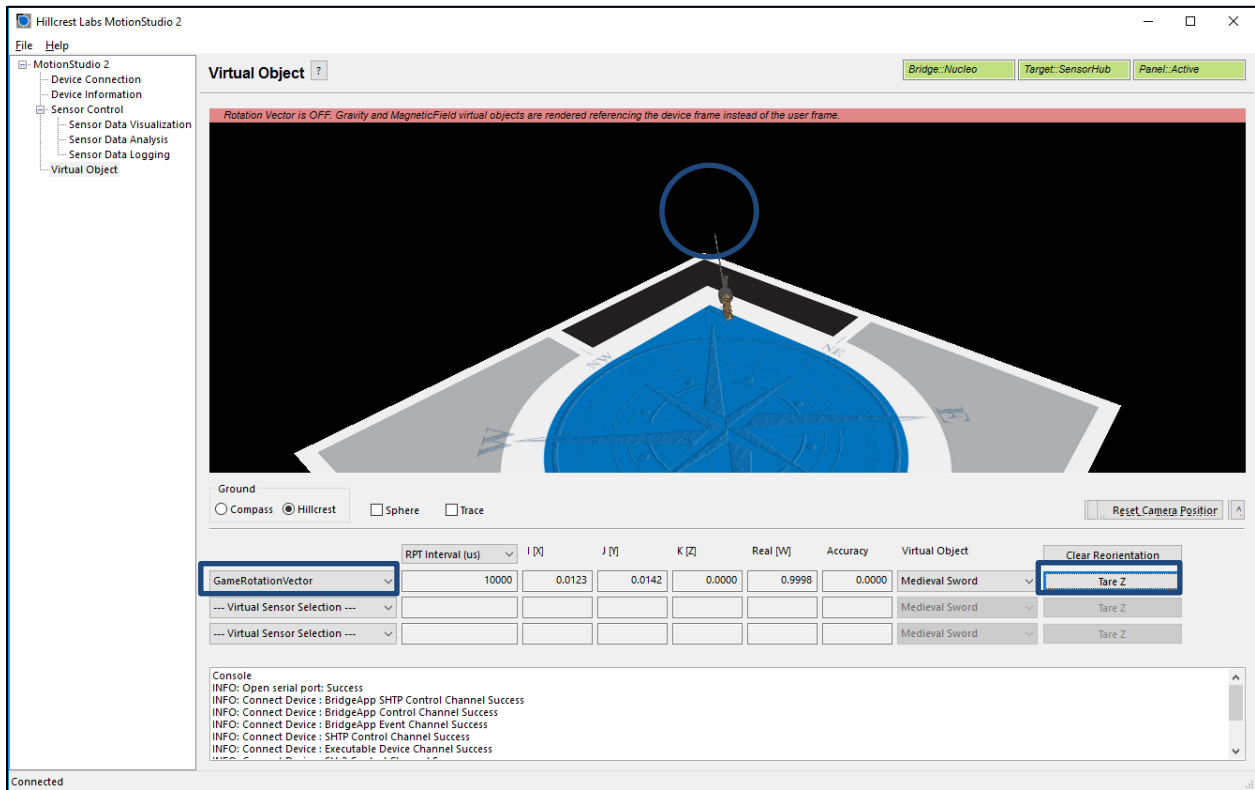 Hillcrest Labs MotionStudio 2
File Help
MotionStudio 2
Device Connection
Device Information
Sensor Control
Sensor Data Visualization
Sensor Data Analysis
Sensor Data Logging
Virtual Object
Virtual Object ?
Bridge::Nucleo Target::SensorHub Panel::Active
Rotation Vector is OFF. Gravity and MagneticField virtual objects are rendered referencing the device frame instead of the user frame.
NW NE
W E
Ground
Compass Hillcrest Sphere Trace
Reset Camera Position ^
RPT Interval (us) I [X] J [Y] K [Z] Real [W] Accuracy Virtual Object Clear Reorientation
GameRotationVector 10000 0.0123 0.0142 0.0000 0.9998 0.0000 Medieval Sword Tare Z
--- Virtual Sensor Selection --- Medieval Sword Tare Z
--- Virtual Sensor Selection --- Medieval Sword Tare Z
Console
INFO: Open serial port: Success
INFO: Connect Device : BridgeApp SHTP Control Channel Success
INFO: Connect Device : BridgeApp Control Channel Success
INFO: Connect Device : BridgeApp Event Channel Success
INFO: Connect Device : SHTP Control Channel Success
INFO: Connect Device : Executable Device Channel Success
Connected